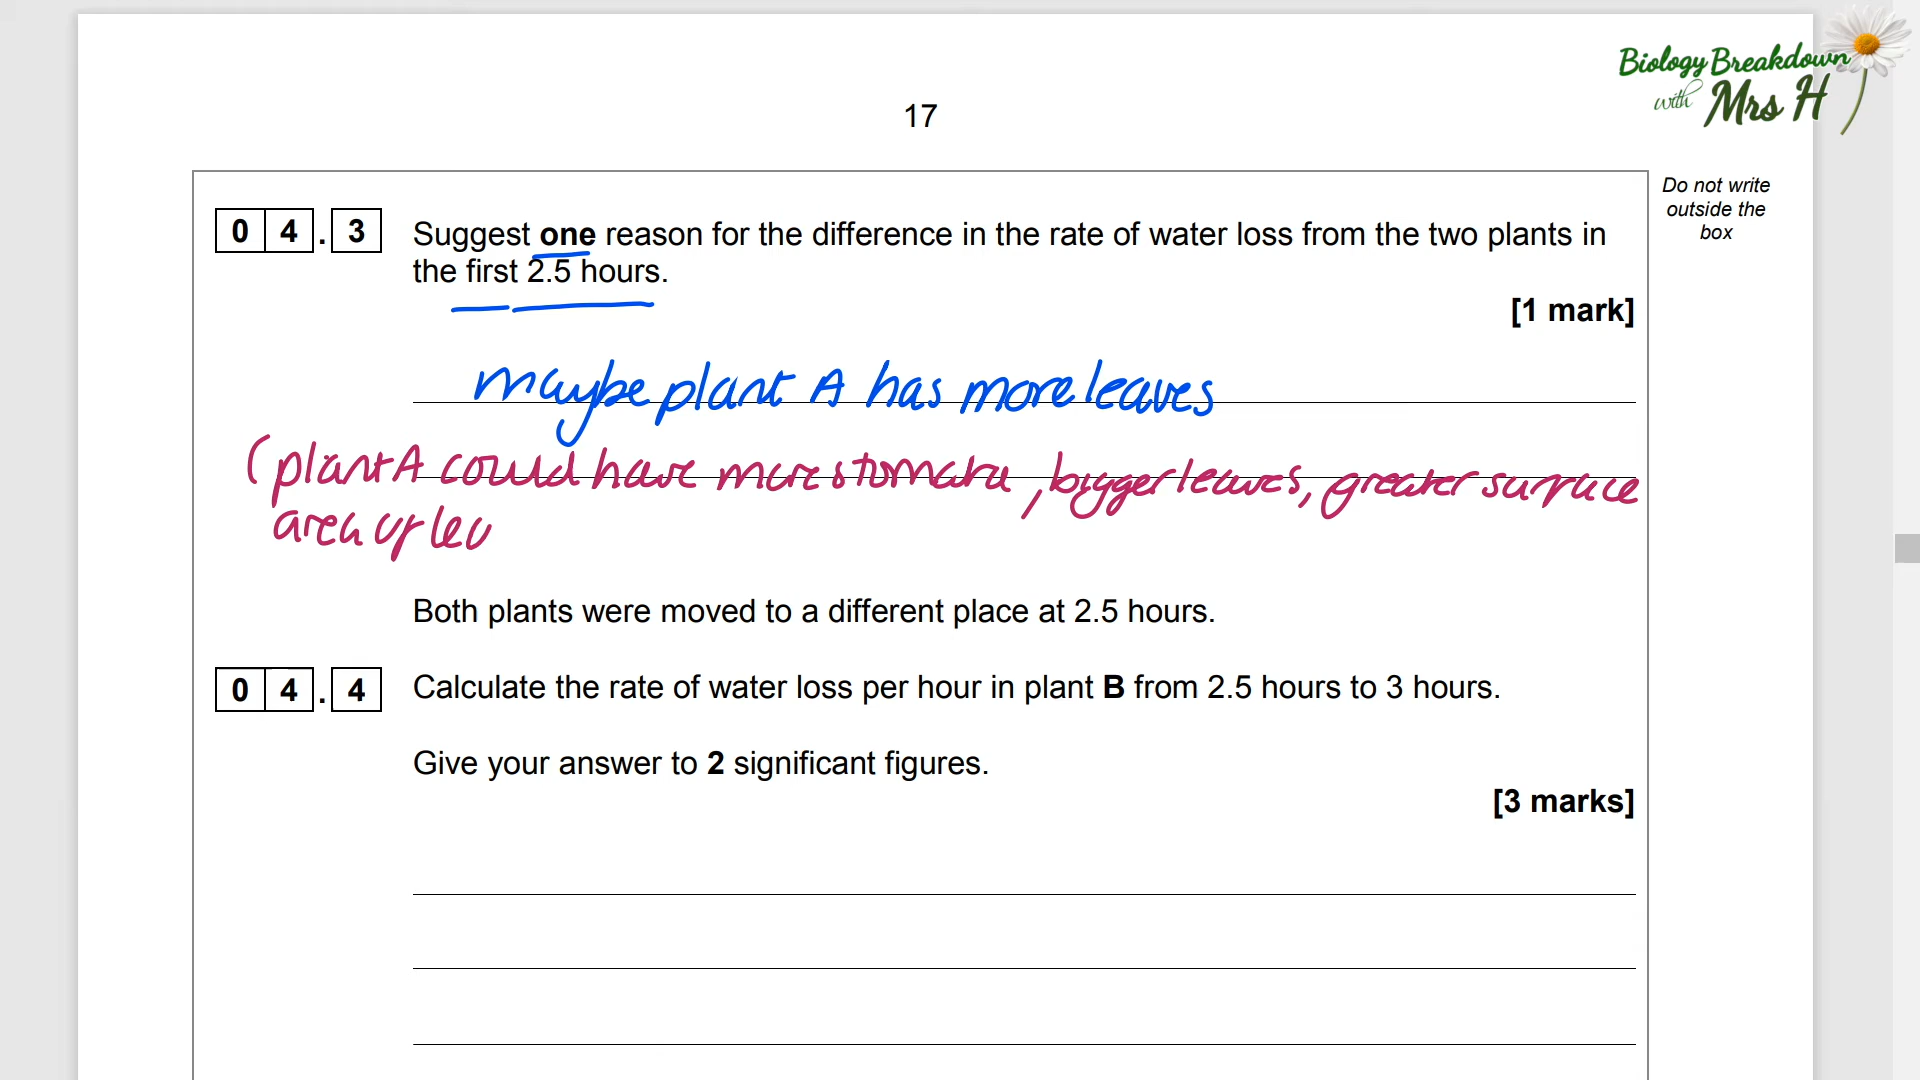 Biology Breakdown
with Mrs H
17
Do not write
outside the
box
0 4 . 3 Suggest one reason for the difference in the rate of water loss from the two plants in
the first 2.5 hours.
[1 mark]
maybe plant A has more leaves
(plant A could have more stomata, bigger leaves, greater surface
area of lea
Both plants were moved to a different place at 2.5 hours.
0 4 . 4 Calculate the rate of water loss per hour in plant B from 2.5 hours to 3 hours.
Give your answer to 2 significant figures.
[3 marks]